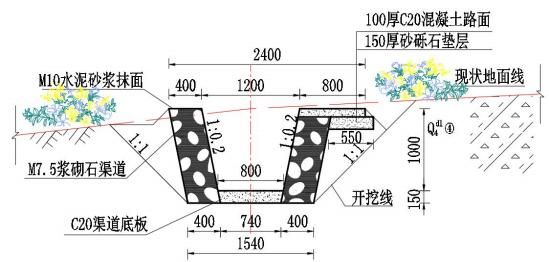 100厚C20混凝土路面
150厚砂砾石垫层
2400
M10水泥砂浆抹面
400
1200
800
现状地面线
1:0.2
1:0.2
550
Q₄ᵈˡ④
1:1
1:1
1000
M7.5浆砌石渠道
800
150
C20渠道底板
开挖线
400
740
400
1540